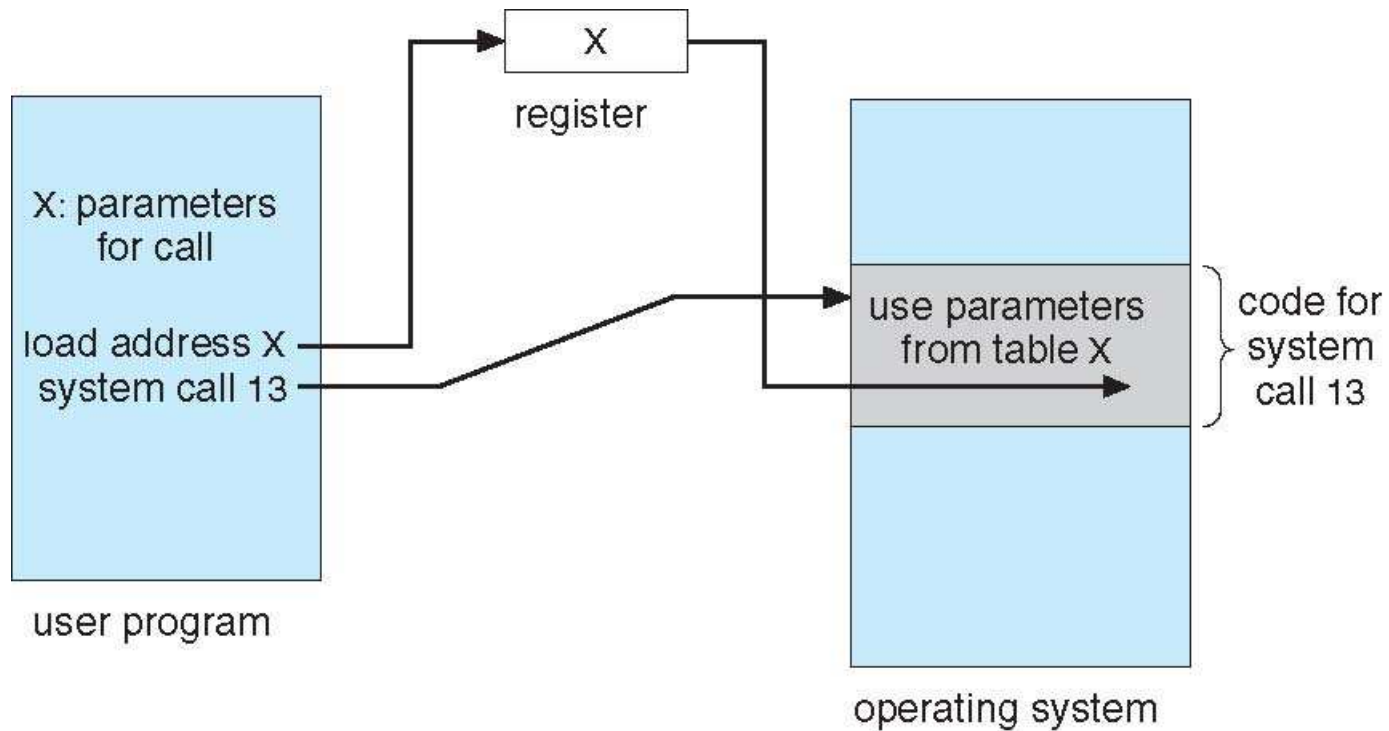 X
register
X: parameters
for call
load address X
system call 13
user program
use parameters
from table X
code for
system
call 13
operating system